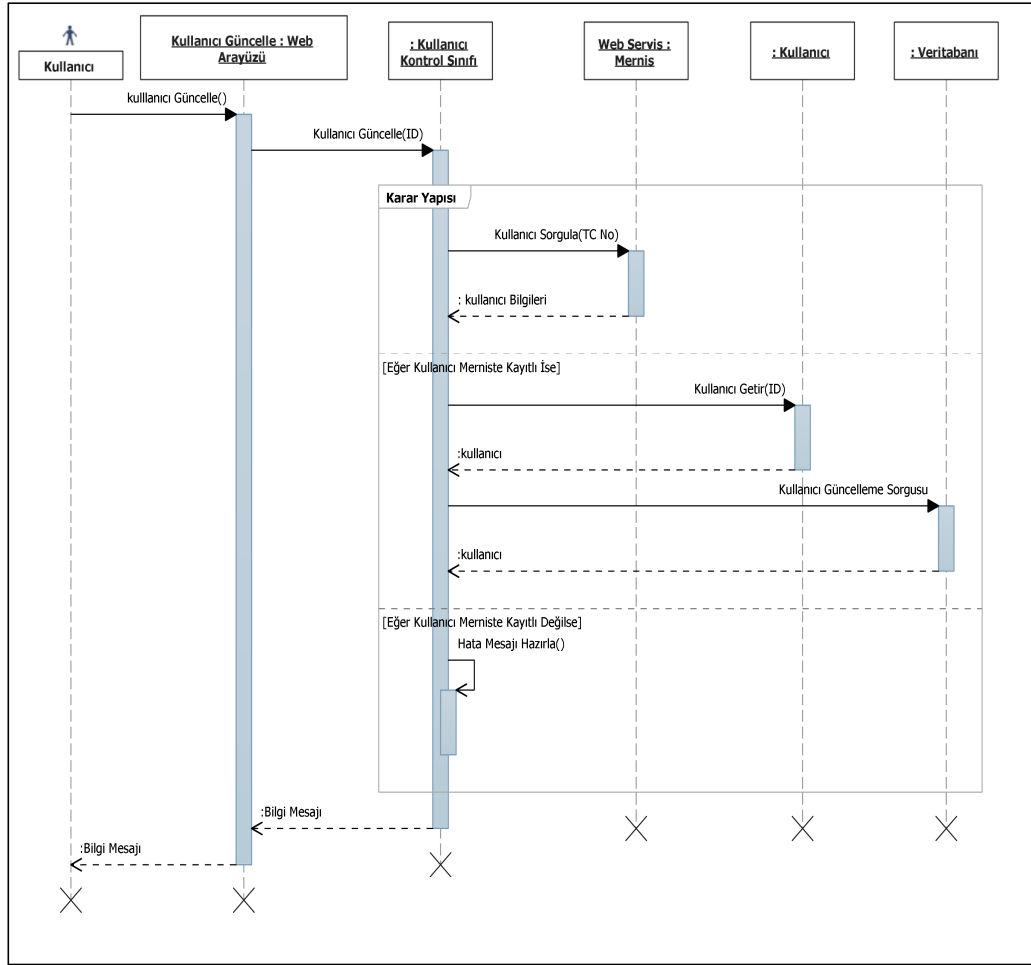 Kullanıcı
Kullanıcı Güncelle : Web
Arayüzü
: Kullanıcı
Kontrol Sınıfı
Web Servis :
Mernis
: Kullanıcı
: Veritabanı
kulllanıcı Güncelle()
Kullanıcı Güncelle(ID)
Karar Yapısı
Kullanıcı Sorgula(TC No)
: kullanıcı Bilgileri
[Eğer Kullanıcı Merniste Kayıtlı İse]
Kullanıcı Getir(ID)
:kullanıcı
Kullanıcı Güncelleme Sorgusu
:kullanıcı
[Eğer Kullanıcı Merniste Kayıtlı Değilse]
Hata Mesajı Hazırla()
:Bilgi Mesajı
:Bilgi Mesajı